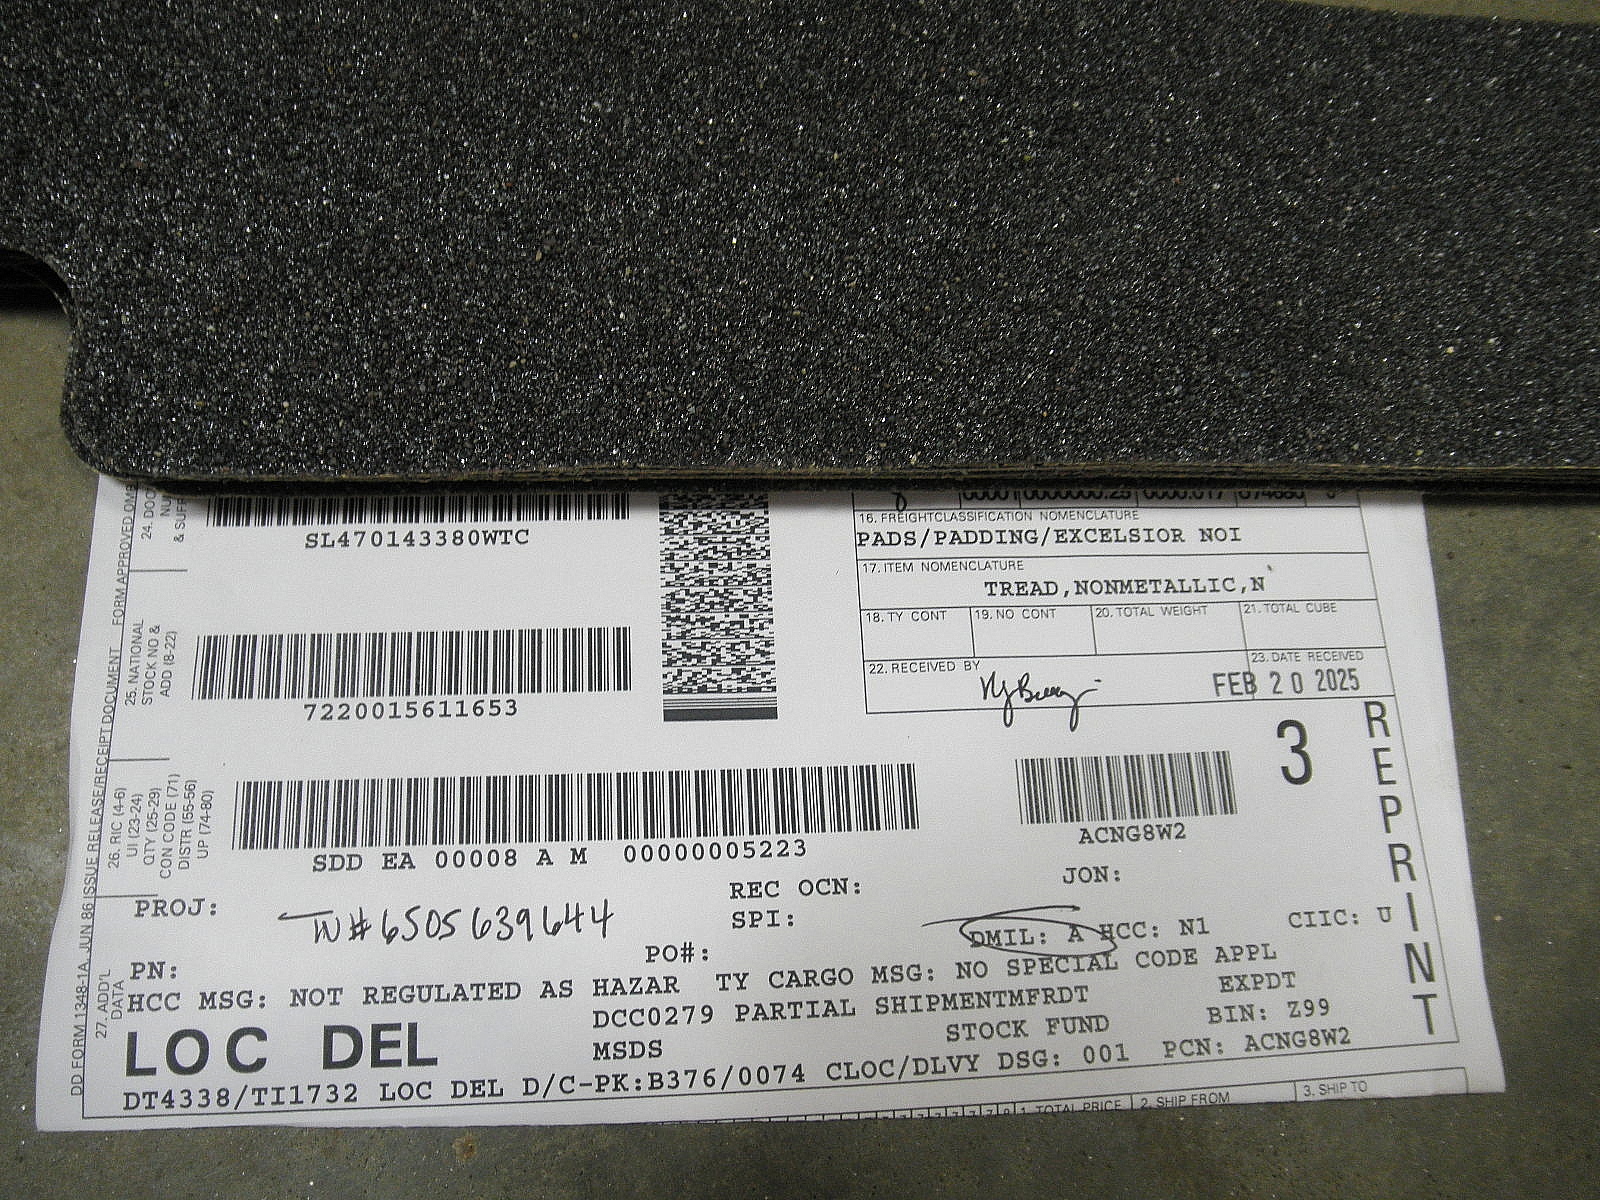 SL470143380WTC
24. DOC
NUM
& SUFF
16. FREIGHT CLASSIFICATION NOMENCLATURE
PADS/PADDING/EXCELSIOR NOI
17. ITEM NOMENCLATURE
TREAD,NONMETALLIC,N
18. TY CONT 19. NO CONT 20. TOTAL WEIGHT 21. TOTAL CUBE
22. RECEIVED BY 23. DATE RECEIVED
FEB 20 2025
25. NATIONAL
STOCK NO &
ADD (8-22)
7220015611653
3
REPRINT
26. RIC (4-6)
UI (23-24)
QTY (25-29)
CON CODE (71)
DISTR (55-56)
UP (74-80)
SDD EA 00008 A M 00000005223
ACNG8W2
REC OCN: JON:
PROJ: TW#6505639644 SPI: DMIL: A HCC: N1 CIIC: U
PN: PO#:
27. ADD'L
DATA
HCC MSG: NOT REGULATED AS HAZAR TY CARGO MSG: NO SPECIAL CODE APPL
DCC0279 PARTIAL SHIPMENTMFRDT EXPDT
LOC DEL MSDS STOCK FUND BIN: Z99
DT4338/TI1732 LOC DEL D/C-PK:B376/0074 CLOC/DLVY DSG: 001 PCN: ACNG8W2
DD FORM 1348-1A, JUN 86 ISSUE RELEASE/RECEIPT DOCUMENT FORM APPROVED OMB
1. TOTAL PRICE 2. SHIP FROM 3. SHIP TO